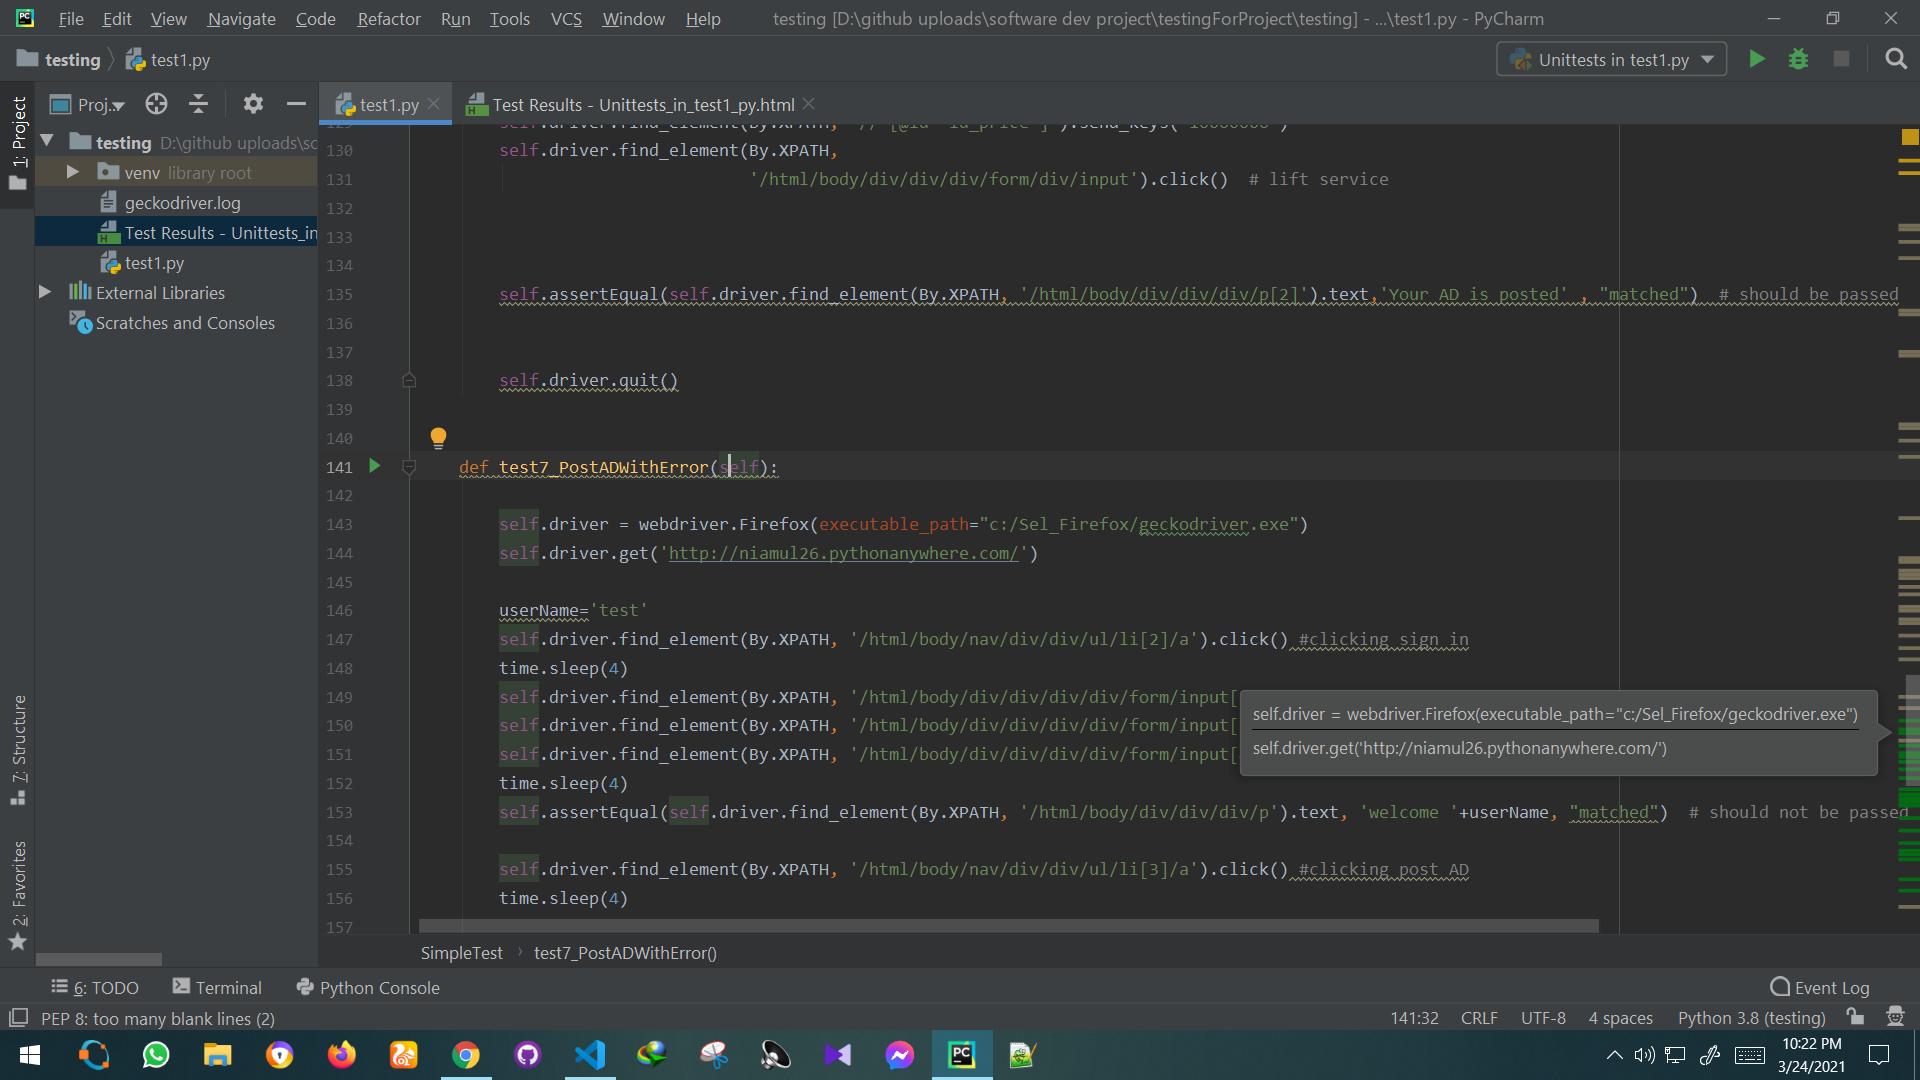 File Edit View Navigate Code Refactor Run Tools VCS Window Help testing [D:\github uploads\software dev project\testingForProject\testing] - ...\test1.py - PyCharm
testing test1.py Unittests in test1.py
1: Project
Proj..
test1.py Test Results - Unittests_in_test1_py.html
testing D:\github uploads\sc
venv library root
geckodriver.log
Test Results - Unittests_in
test1.py
External Libraries
Scratches and Consoles
7: Structure
2: Favorites
130 self.driver.find_element(By.XPATH,
131 '/html/body/div/div/div/form/div/input').click() # lift service
132
133
134
135 self.assertEqual(self.driver.find_element(By.XPATH, '/html/body/div/div/div/p[2]').text,'Your AD is posted' , "matched") # should be passed
136
137
138 self.driver.quit()
139
140
141 def test7_PostADWithError(self):
142
143 self.driver = webdriver.Firefox(executable_path="c:/Sel_Firefox/geckodriver.exe")
144 self.driver.get('http://niamul26.pythonanywhere.com/')
145
146 userName='test'
147 self.driver.find_element(By.XPATH, '/html/body/nav/div/div/ul/li[2]/a').click() #clicking sign in
148 time.sleep(4)
149 self.driver.find_element(By.XPATH, '/html/body/div/div/div/div/form/input[
150 self.driver.find_element(By.XPATH, '/html/body/div/div/div/div/form/input[
151 self.driver.find_element(By.XPATH, '/html/body/div/div/div/div/form/input[
self.driver = webdriver.Firefox(executable_path="c:/Sel_Firefox/geckodriver.exe")
self.driver.get('http://niamul26.pythonanywhere.com/')
152 time.sleep(4)
153 self.assertEqual(self.driver.find_element(By.XPATH, '/html/body/div/div/div/p').text, 'welcome '+userName, "matched") # should not be passed
154
155 self.driver.find_element(By.XPATH, '/html/body/nav/div/div/ul/li[3]/a').click() #clicking post AD
156 time.sleep(4)
157
SimpleTest test7_PostADWithError()
6: TODO Terminal Python Console Event Log
PEP 8: too many blank lines (2) 141:32 CRLF UTF-8 4 spaces Python 3.8 (testing)
10:22 PM
3/24/2021